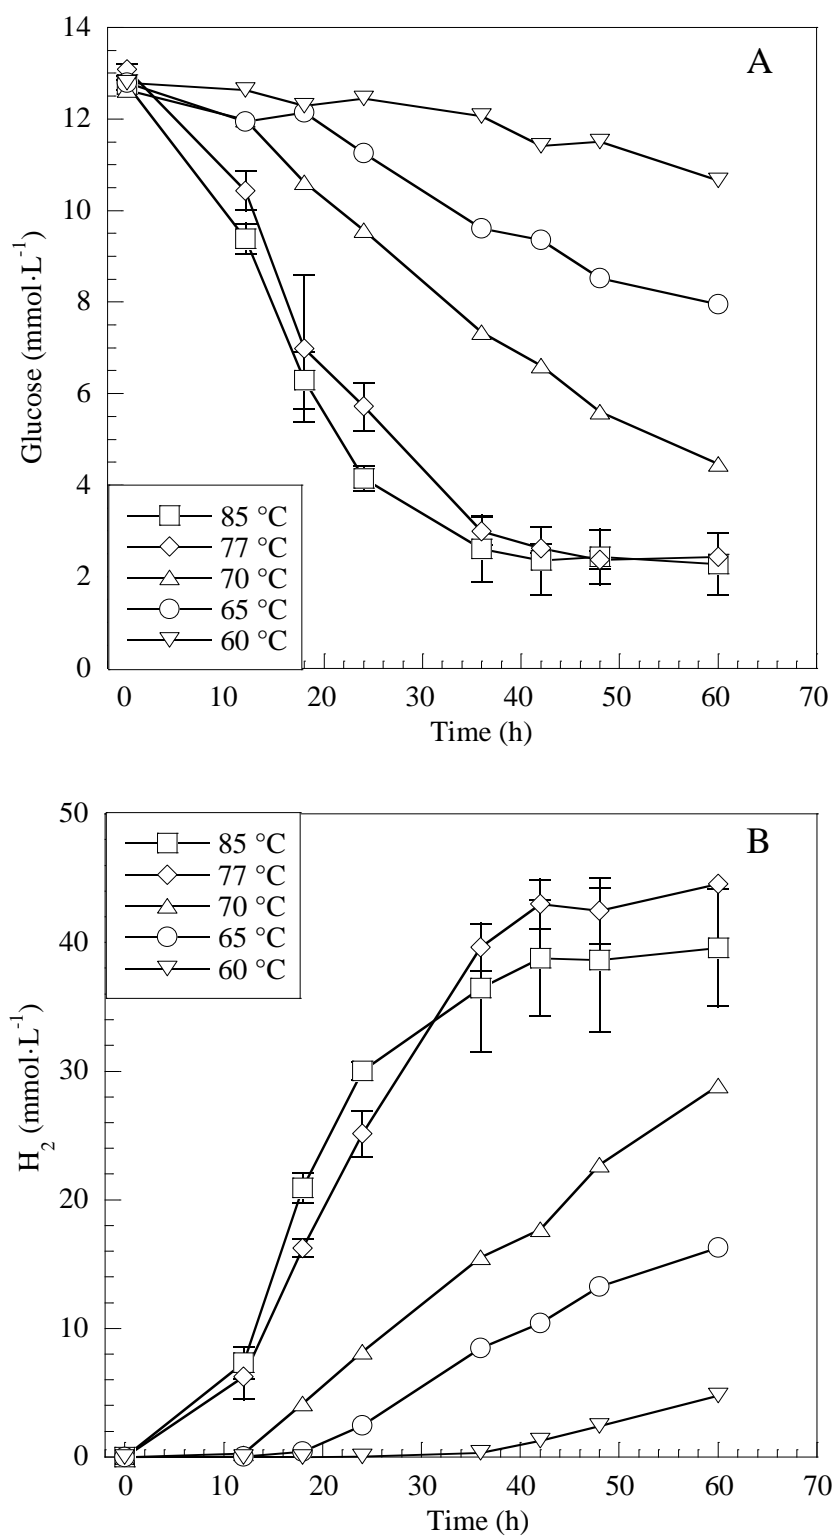 14
A
12
10
8
6
4
2
0
Glucose (mmol·L⁻¹)
85 °C
77 °C
70 °C
65 °C
60 °C
0 10 20 30 40 50 60 70
Time (h)
50
B
40
30
20
10
0
H₂ (mmol·L⁻¹)
85 °C
77 °C
70 °C
65 °C
60 °C
0 10 20 30 40 50 60 70
Time (h)